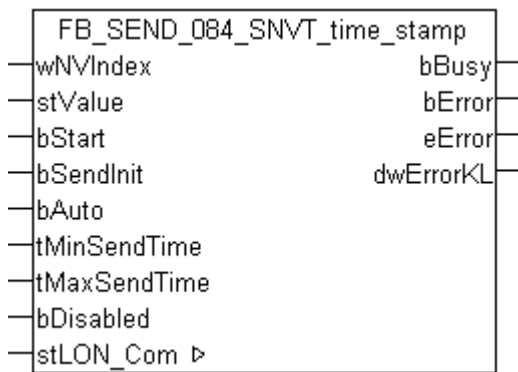 FB_SEND_084_SNVT_time_stamp
wNVIndex bBusy
stValue bError
bStart eError
bSendInit dwErrorKL
bAuto
tMinSendTime
tMaxSendTime
bDisabled
stLON_Com ▷